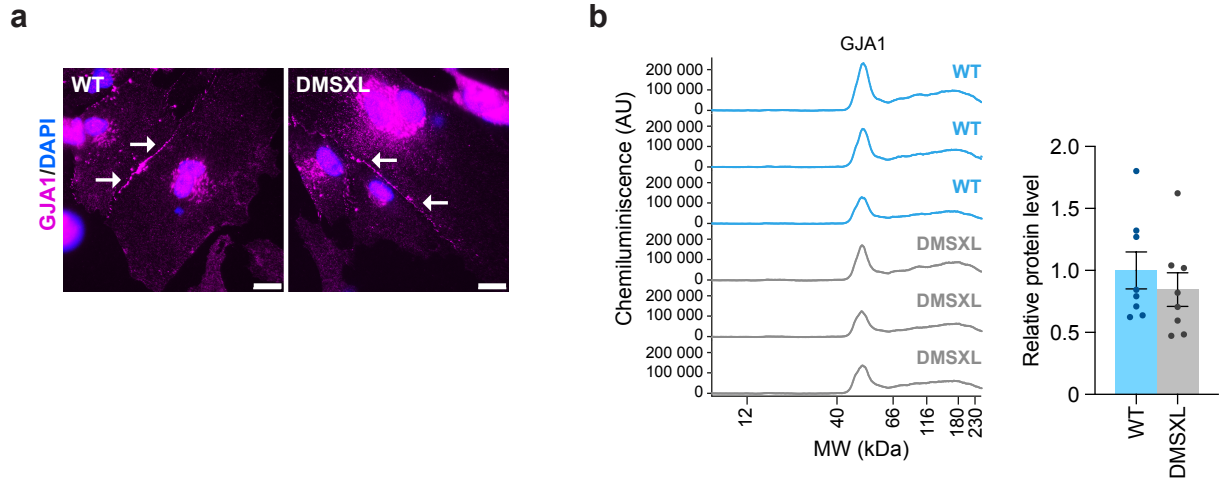 a
WT
DMSXL
GJA1/DAPI
b
GJA1
Chemiluminiscence (AU)
200 000
100 000
0
WT
200 000
100 000
0
WT
200 000
100 000
0
WT
200 000
100 000
0
DMSXL
200 000
100 000
0
DMSXL
200 000
100 000
0
DMSXL
12
40
66
116
180
230
MW (kDa)
Relative protein level
2.0
1.5
1.0
0.5
0
WT
DMSXL